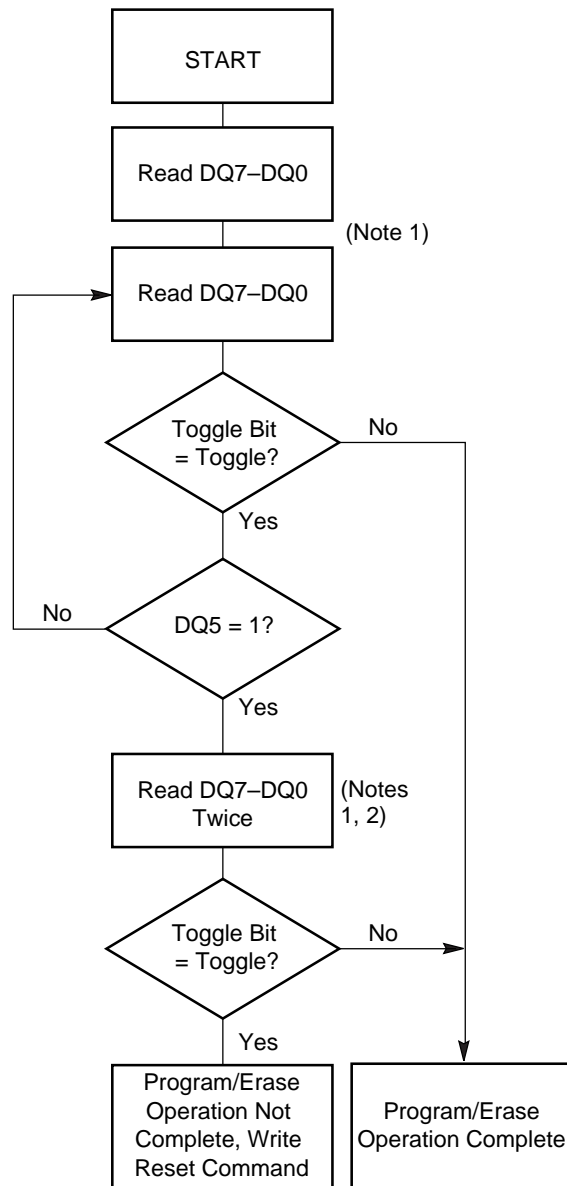 START
Read DQ7–DQ0
(Note 1)
Read DQ7–DQ0
Toggle Bit
= Toggle?
No
Yes
No
DQ5 = 1?
Yes
Read DQ7–DQ0
Twice
(Notes
1, 2)
Toggle Bit
= Toggle?
No
Yes
Program/Erase
Operation Not
Complete, Write
Reset Command
Program/Erase
Operation Complete